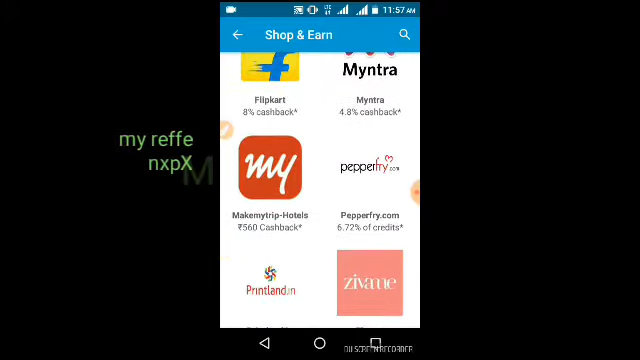 11:57 AM
Shop & Earn
Myntra
Flipkart
8% cashback*
Myntra
4.8% cashback*
my reffe
nxpX
M
my
pepperfry.com
Makemytrip-Hotels
₹560 Cashback*
Pepperfry.com
6.72% of credits*
Printland.in
zivame
DU SCREEN RECORDER